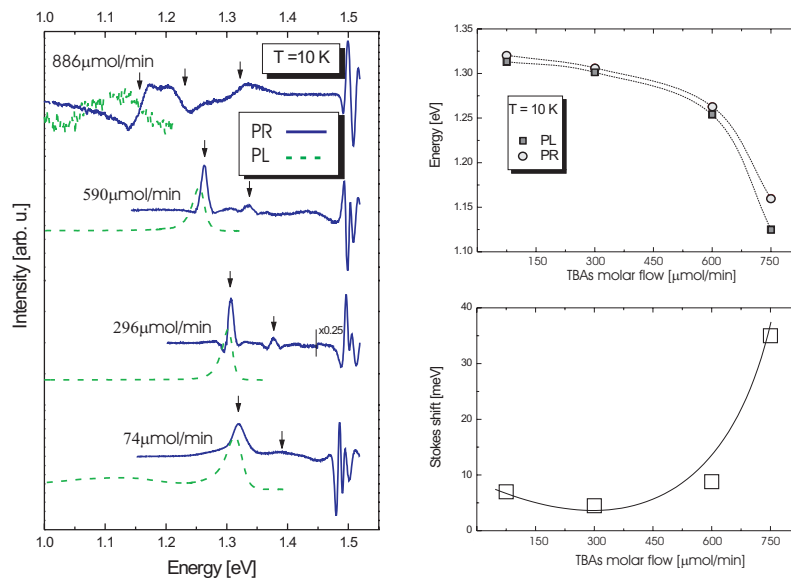 1.0 1.1 1.2 1.3 1.4 1.5
886μmol/min
T =10 K
PR
PL
590μmol/min
296μmol/min
x0.25
74μmol/min
Intensity [arb. u.]
1.0 1.1 1.2 1.3 1.4 1.5
Energy [eV]
1.35
1.30
1.25
1.20
1.15
1.10
Energy [eV]
T = 10 K
PL
PR
150 300 450 600 750
TBAs molar flow [μmol/min]
40
30
20
10
0
Stokes shift [meV]
150 300 450 600 750
TBAs molar flow [μmol/min]